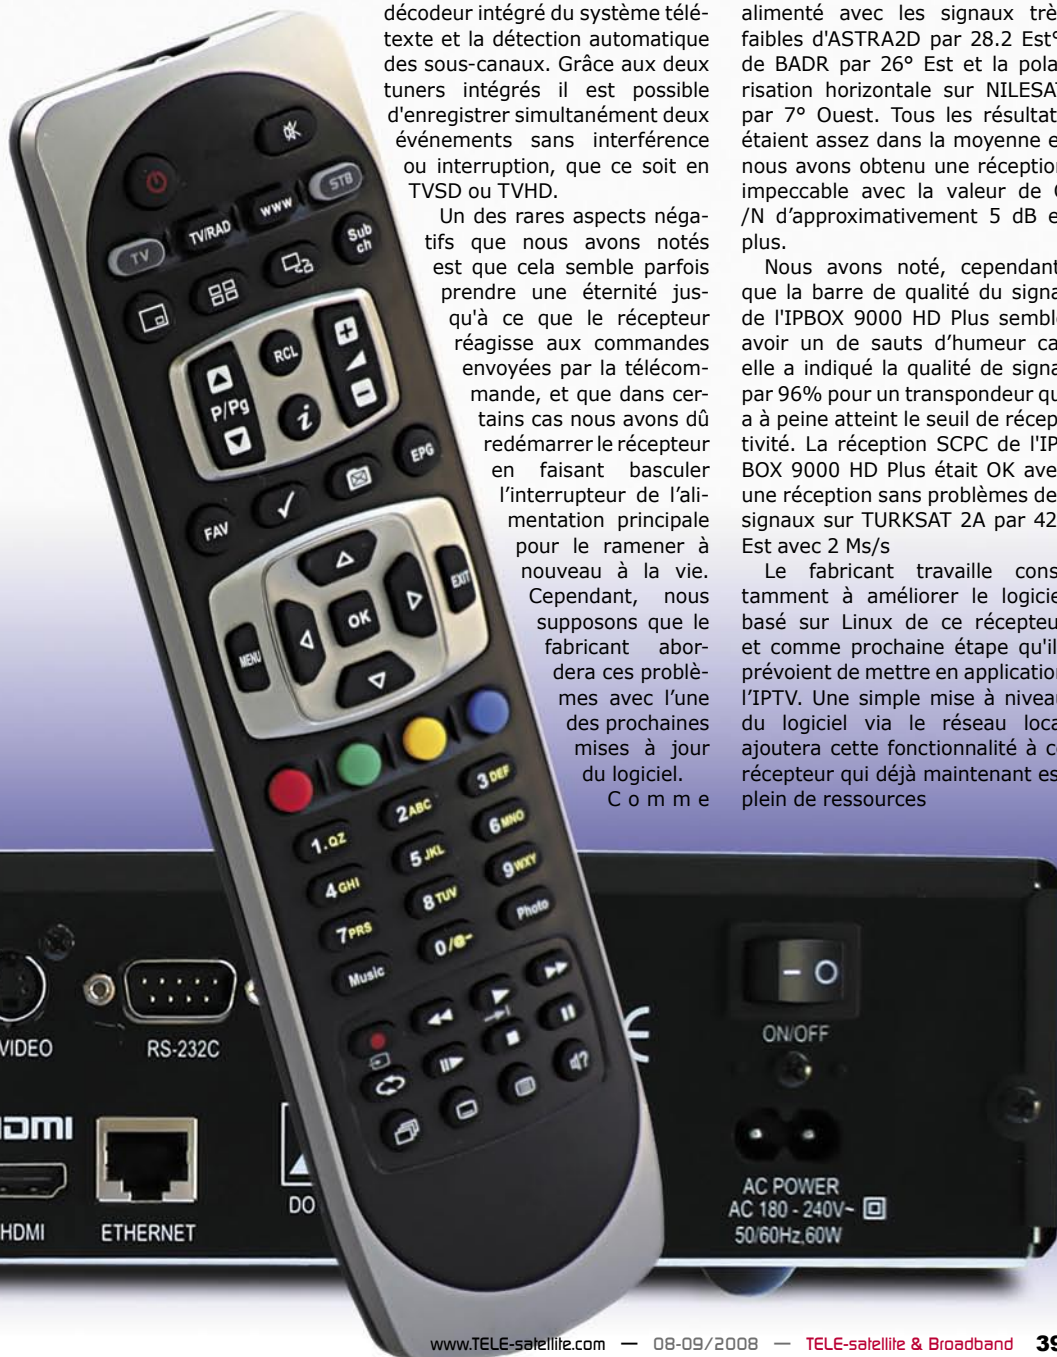 décodeur intégré du système télé-
texte et la détection automatique
des sous-canaux. Grâce aux deux
tuners intégrés il est possible
d'enregistrer simultanément deux
événements sans interférence
ou interruption, que ce soit en
TVSD ou TVHD.
Un des rares aspects néga-
tifs que nous avons notés
est que cela semble parfois
prendre une éternité jus-
qu'à ce que le récepteur
réagisse aux commandes
envoyées par la télécom-
mande, et que dans cer-
tains cas nous avons dû
redémarrer le récepteur
en faisant basculer
l'interrupteur de l'ali-
mentation principale
pour le ramener à
nouveau à la vie.
Cependant, nous
supposons que le
fabricant abor-
dera ces problè-
mes avec l'une
des prochaines
mises à jour
du logiciel.
Comme
alimenté avec les signaux trè
faibles d'ASTRA2D par 28.2 Est°
de BADR par 26° Est et la pola
risation horizontale sur NILESAT
par 7° Ouest. Tous les résultat
étaient assez dans la moyenne e
nous avons obtenu une réception
impeccable avec la valeur de C
/N d'approximativement 5 dB e
plus.
Nous avons noté, cependant
que la barre de qualité du signa
de l'IPBOX 9000 HD Plus semble
avoir un de sauts d'humeur ca
elle a indiqué la qualité de signa
par 96% pour un transpondeur qu
a à peine atteint le seuil de récep
tivité. La réception SCPC de l'IP
BOX 9000 HD Plus était OK ave
une réception sans problèmes de
signaux sur TURKSAT 2A par 42
Est avec 2 Ms/s
Le fabricant travaille cons
tamment à améliorer le logicie
basé sur Linux de ce récepteu
et comme prochaine étape qu'il
prévoient de mettre en application
l'IPTV. Une simple mise à niveau
du logiciel via le réseau loca
ajoutera cette fonctionnalité à ce
récepteur qui déjà maintenant es
plein de ressources
TV
TV/RAD
WWW
STB
Sub
ch
RCL
P/Pg
i
FAV
EPG
MENU
OK
EXIT
1.QZ
2ABC
3DEF
4GHI
5JKL
6MNO
7PRS
8TUV
9WXY
Music
0/@~
Photo
VIDEO
RS-232C
HDMI
HDMI
ETHERNET
DO
CE
ON/OFF
AC POWER
AC 180 - 240V~
50/60Hz,60W
www.TELE-satellite.com — 08-09/2008 — TELE-satellite & Broadband 39